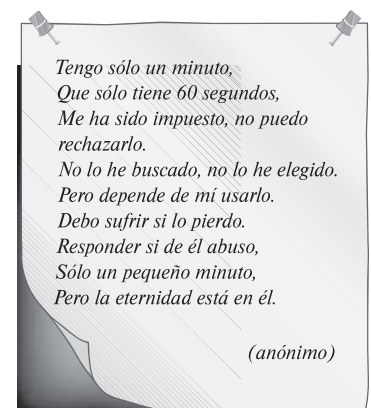 Tengo sólo un minuto,
Que sólo tiene 60 segundos,
Me ha sido impuesto, no puedo
rechazarlo.
No lo he buscado, no lo he elegido.
Pero depende de mí usarlo.
Debo sufrir si lo pierdo.
Responder si de él abuso,
Sólo un pequeño minuto,
Pero la eternidad está en él.
(anónimo)